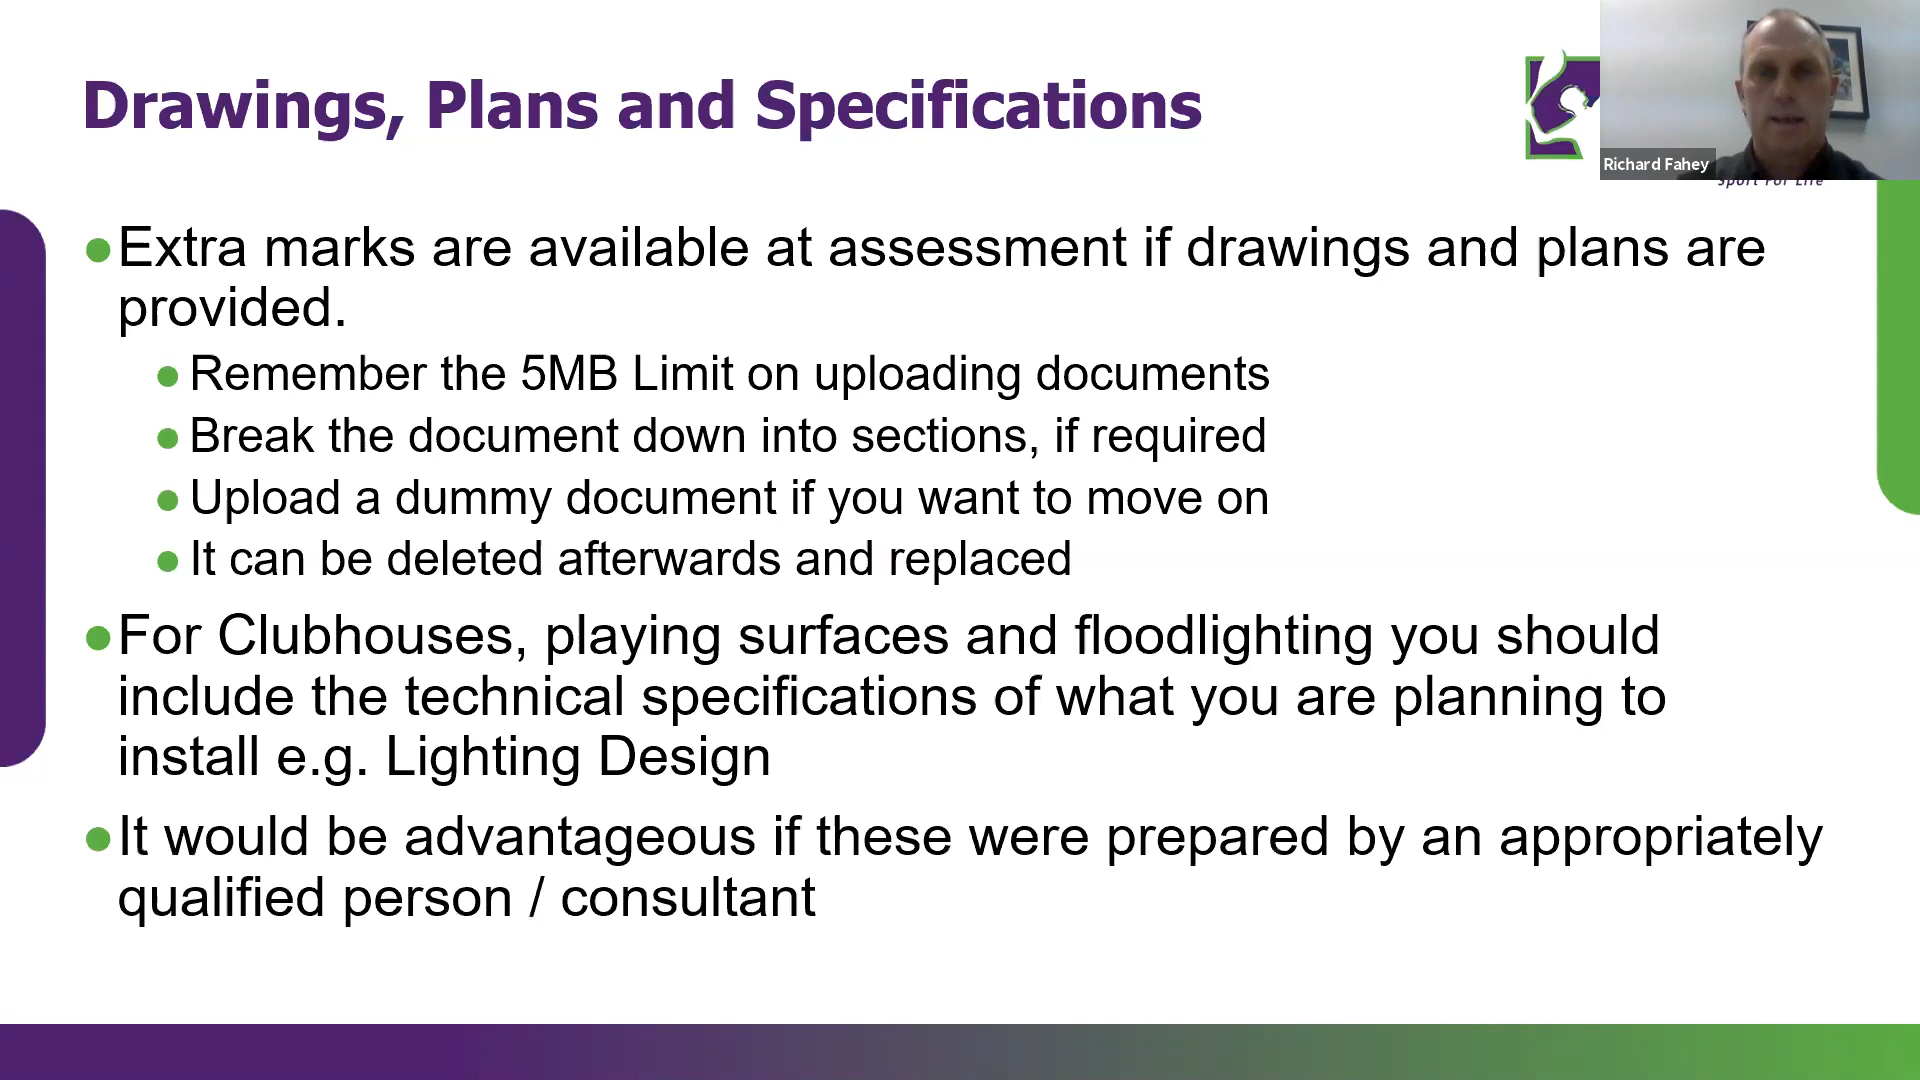 Drawings, Plans and Specifications
Richard Fahey
Sport For Life
Extra marks are available at assessment if drawings and plans are
provided.
Remember the 5MB Limit on uploading documents
Break the document down into sections, if required
Upload a dummy document if you want to move on
It can be deleted afterwards and replaced
For Clubhouses, playing surfaces and floodlighting you should
include the technical specifications of what you are planning to
install e.g. Lighting Design
It would be advantageous if these were prepared by an appropriately
qualified person / consultant